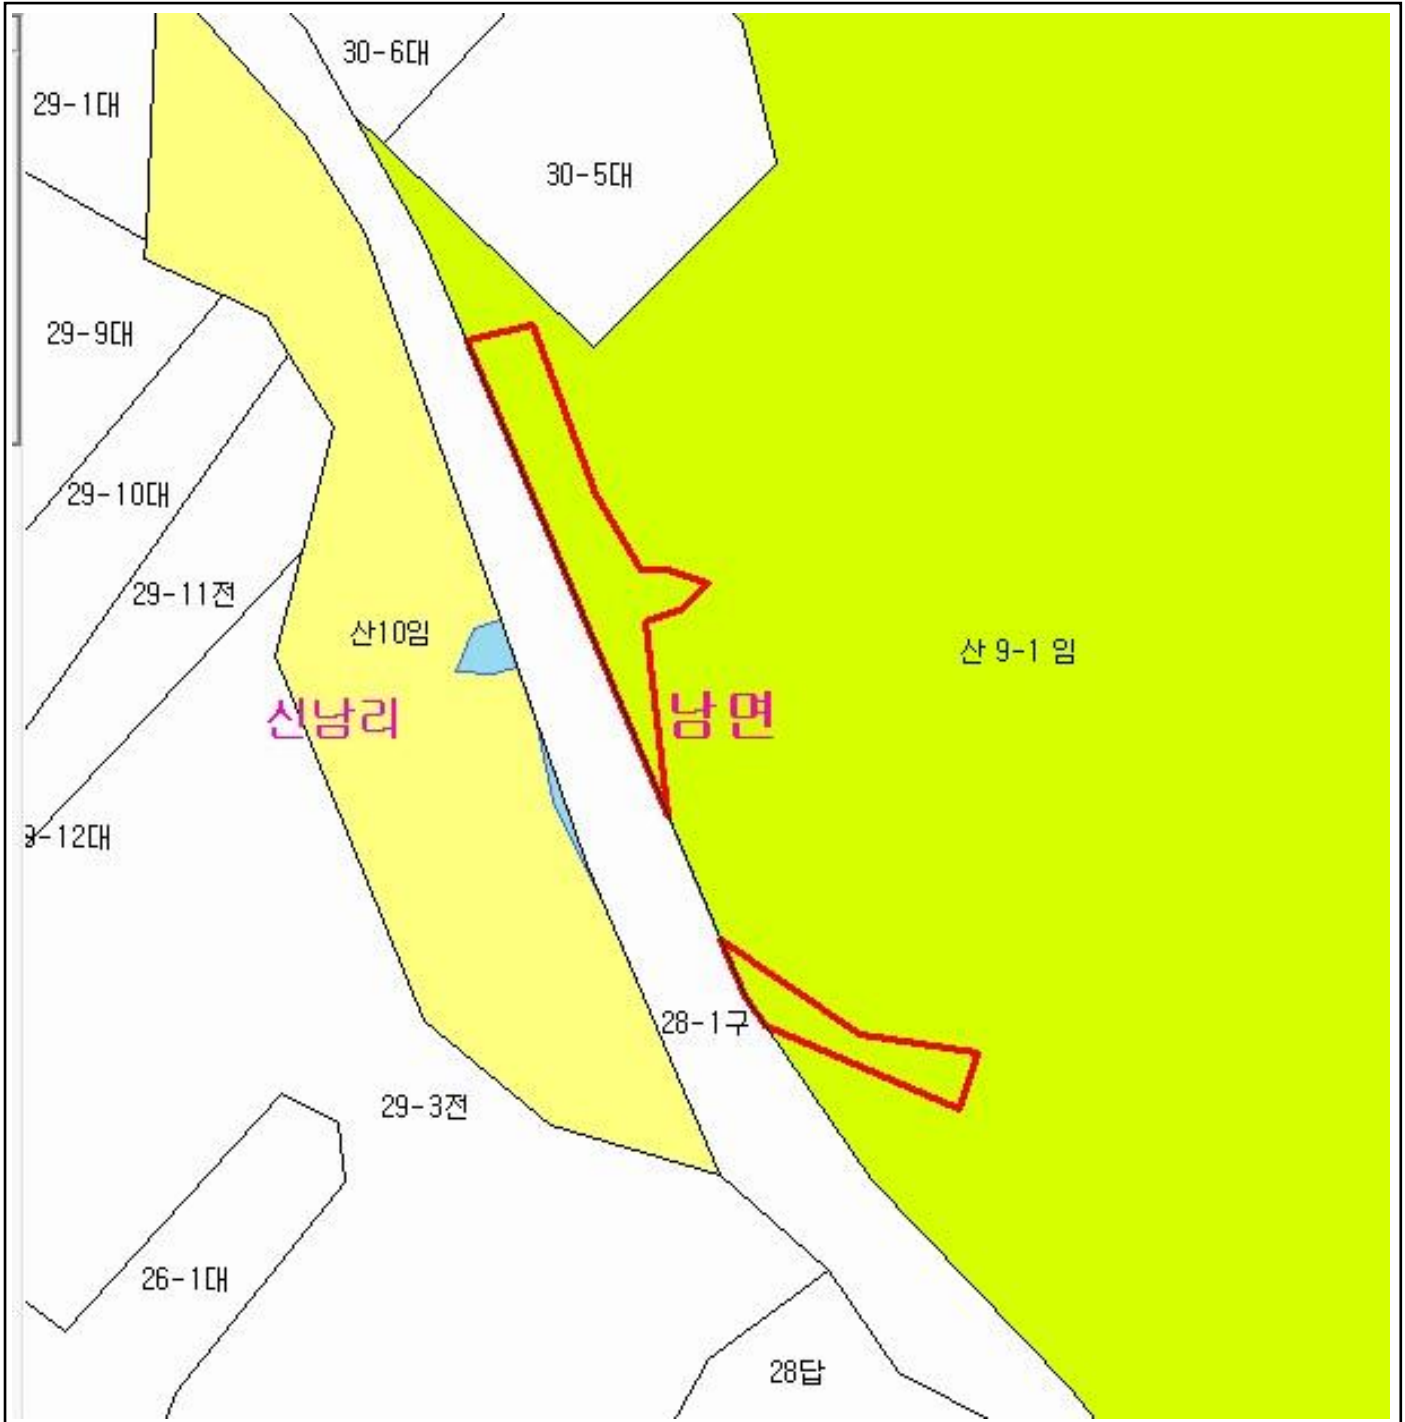 30-6대
29-1대
30-5대
29-9대
29-10대
29-11전
산10임
산 9-1 임
신남리
남면
9-12대
28-1구
29-3전
26-1대
28답